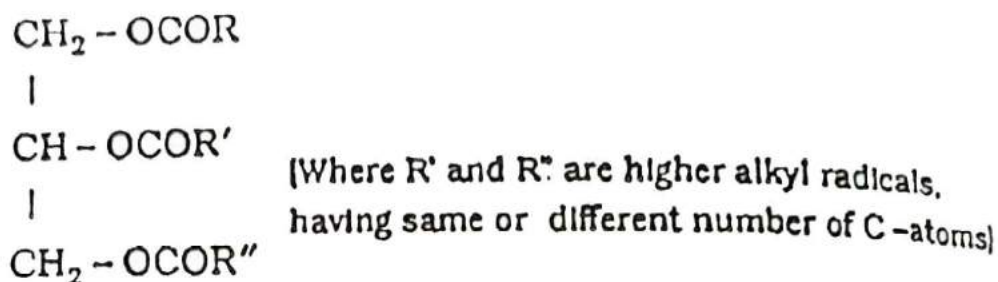 CH₂ – OCOR
|
CH – OCOR′
|
CH₂ – OCOR″
(Where R' and R". are higher alkyl radicals,
having same or different number of C–atoms)